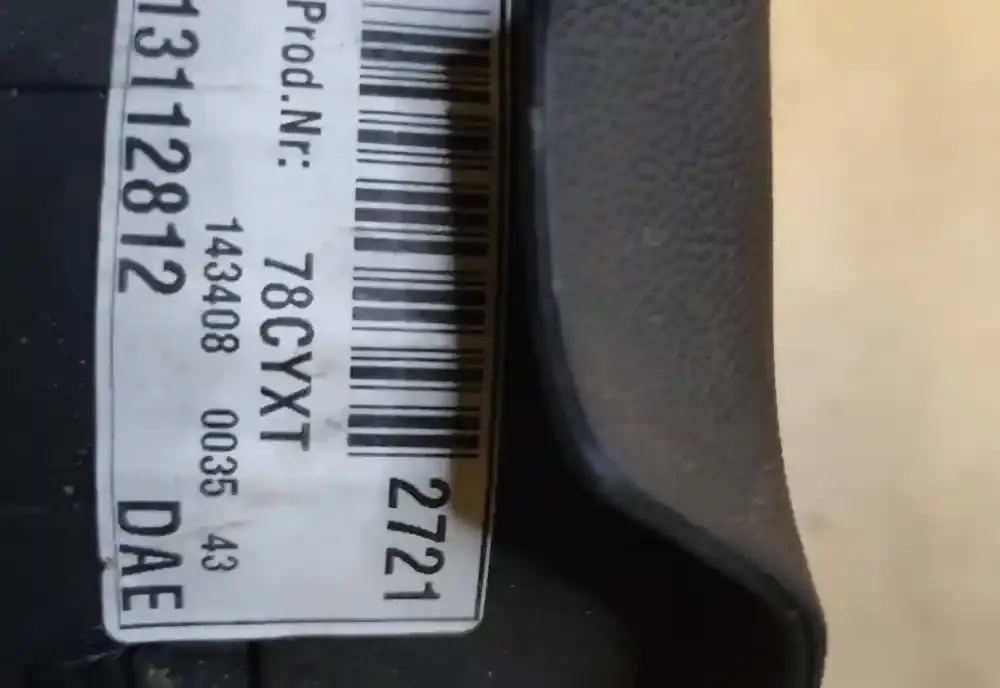 2721
Prod.Nr: 78CYXT
143408 0035 43
13112812 DAE